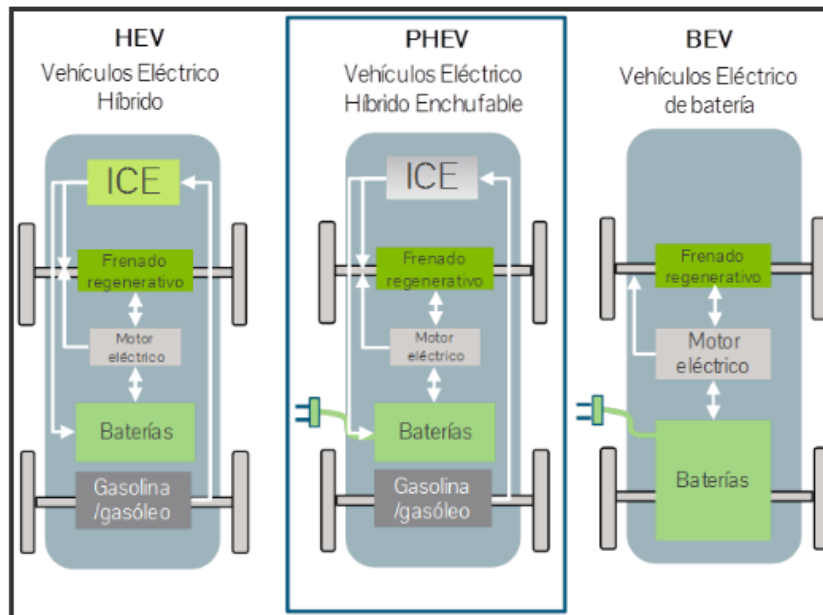 HEV
Vehículos Eléctrico
Híbrido
ICE
Frenado
regenerativo
Motor
eléctrico
Baterías
Gasolina
/gasóleo
PHEV
Vehículos Eléctrico
Híbrido Enchufable
ICE
Frenado
regenerativo
Motor
eléctrico
Baterías
Gasolina
/gasóleo
BEV
Vehículos Eléctrico
de batería
Frenado
regenerativo
Motor
eléctrico
Baterías